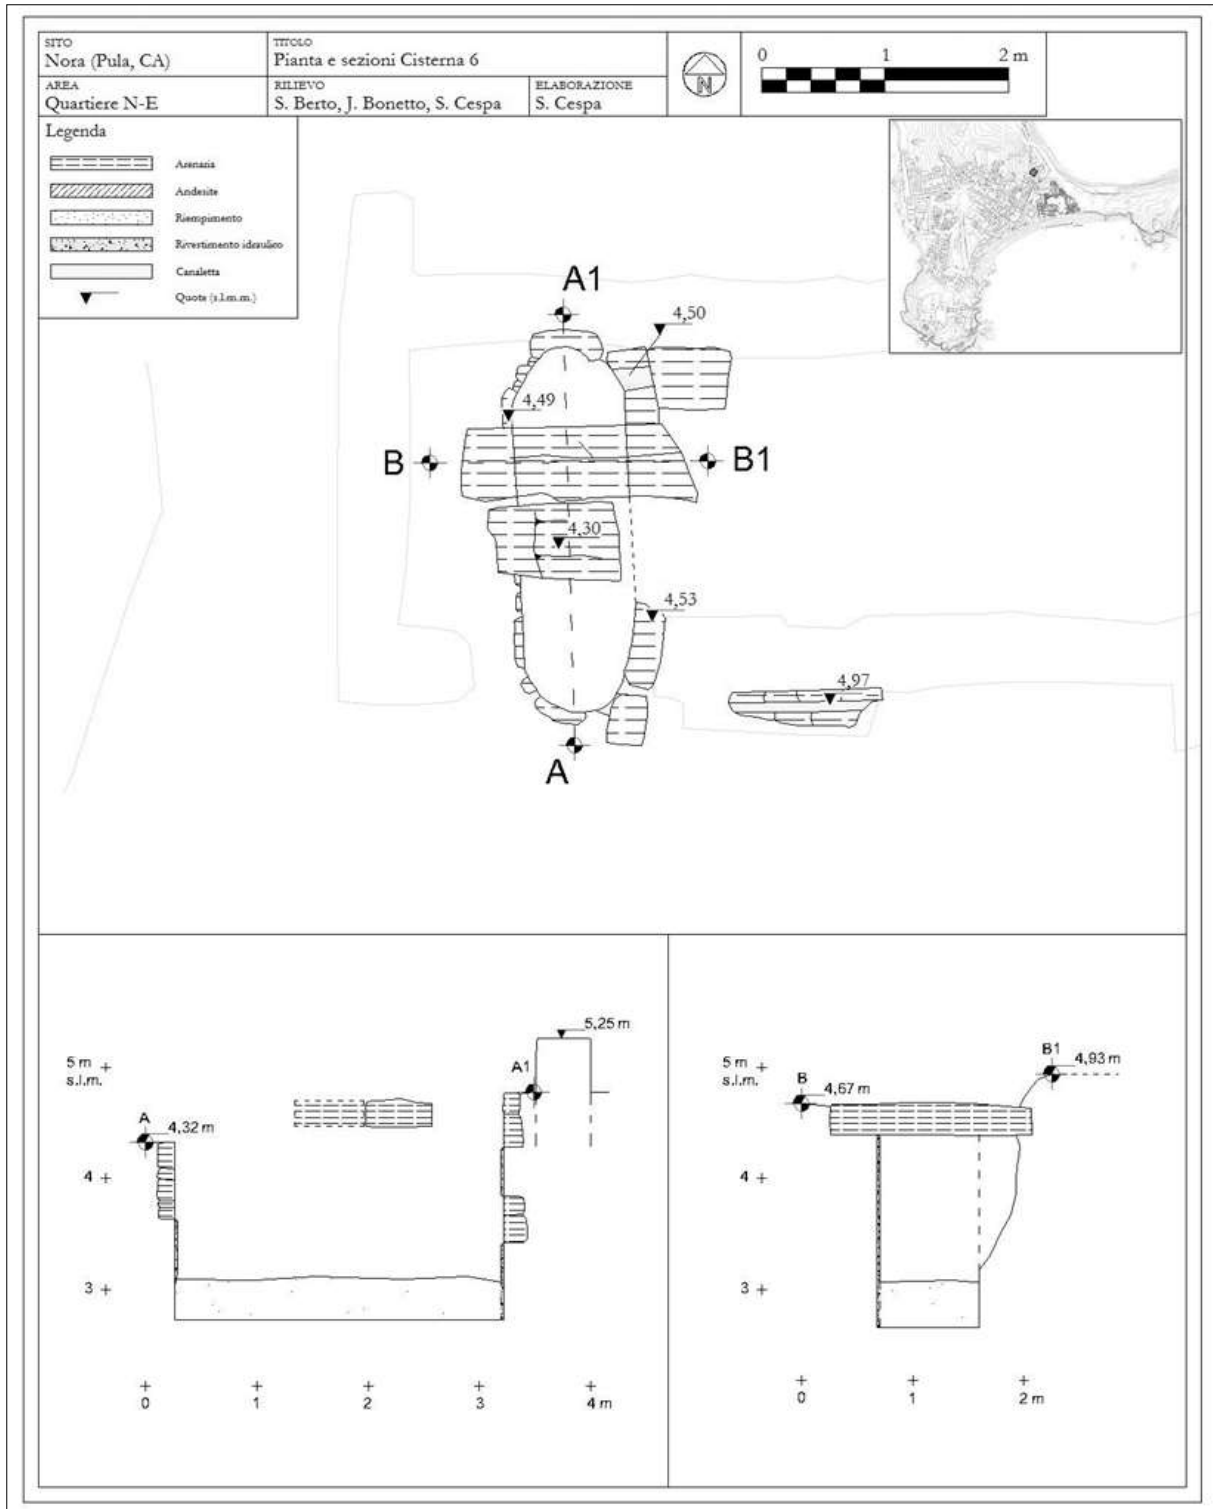 SITO
Nora (Pula, CA)
TITOLO
Pianta e sezioni Cisterna 6
AREA
Quartiere N-E
RILIEVO
S. Berto, J. Bonetto, S. Cespa
ELABORAZIONE
S. Cespa
N
0 1 2 m
Legenda
Arenaria
Andesite
Riempimento
Rivestimento idraulico
Canaletta
Quote (s.l.m.m.)
A1
4,50
4,49
B
B1
4,30
4,53
4,97
A
5,25 m
5 m
s.l.m.
A1
A
4,32 m
4
3
0 1 2 3 4 m
B1
4,93 m
5 m
s.l.m.
B
4,67 m
4
3
0 1 2 m